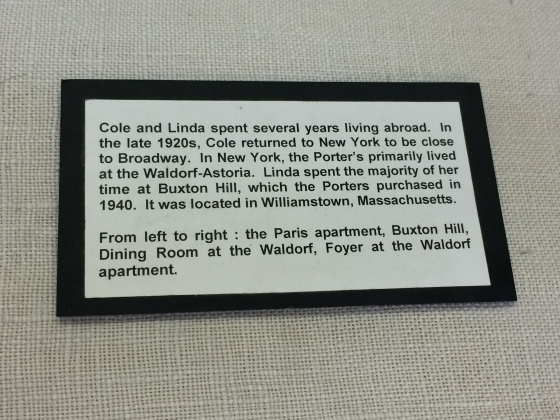 Cole and Linda spent several years living abroad. In
the late 1920s, Cole returned to New York to be close
to Broadway. In New York, the Porter's primarily lived
at the Waldorf-Astoria. Linda spent the majority of her
time at Buxton Hill, which the Porters purchased in
1940. It was located in Williamstown, Massachusetts.
From left to right : the Paris apartment, Buxton Hill,
Dining Room at the Waldorf, Foyer at the Waldorf
apartment.